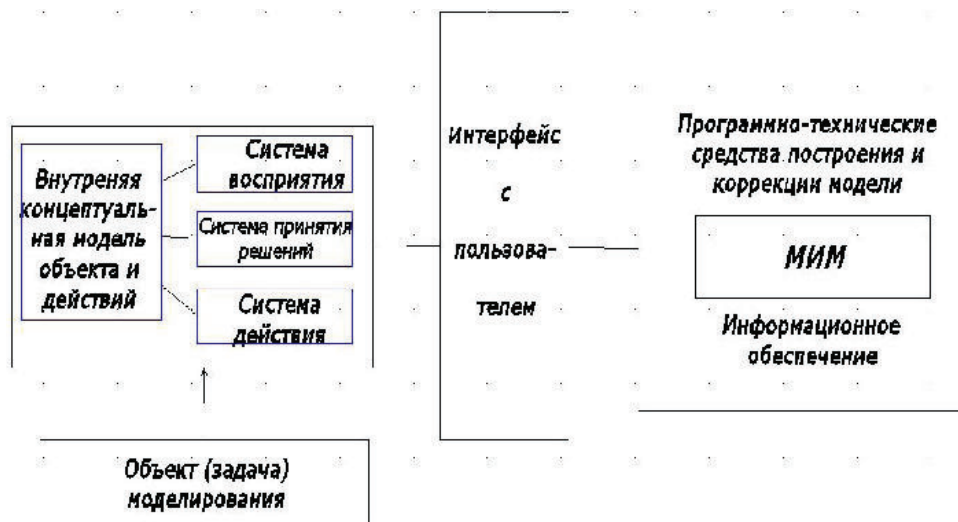 Внутреняя
концептуаль-
ная модель
объекта и
действий
Система
восприятия
Система принятия
решений
Система
действия
Объект (задача)
моделирования
Интерфейс
с
пользова-
телем
Программно-технические
средства построения и
коррекции модели
МИМ
Информационное
обеспечение